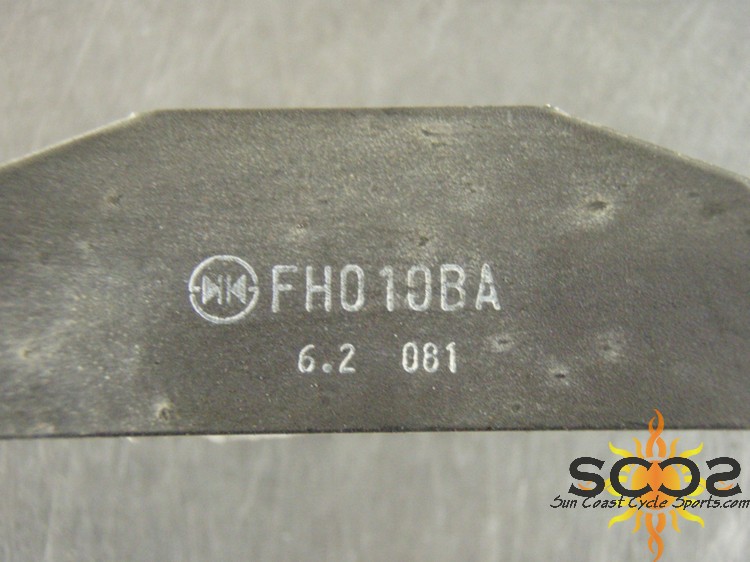 FH010BA
6.2 081
SCCS
Sun Coast Cycle Sports.com